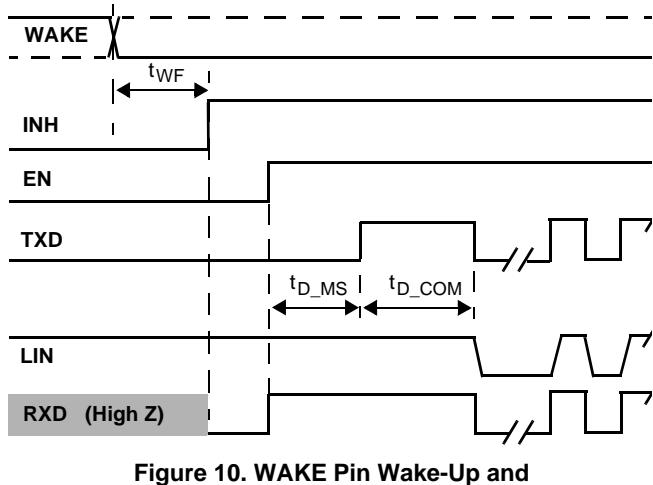 WAKE
tWF
INH
EN
TXD
tD_MS tD_COM
LIN
RXD (High Z)
Figure 10. WAKE Pin Wake-Up and